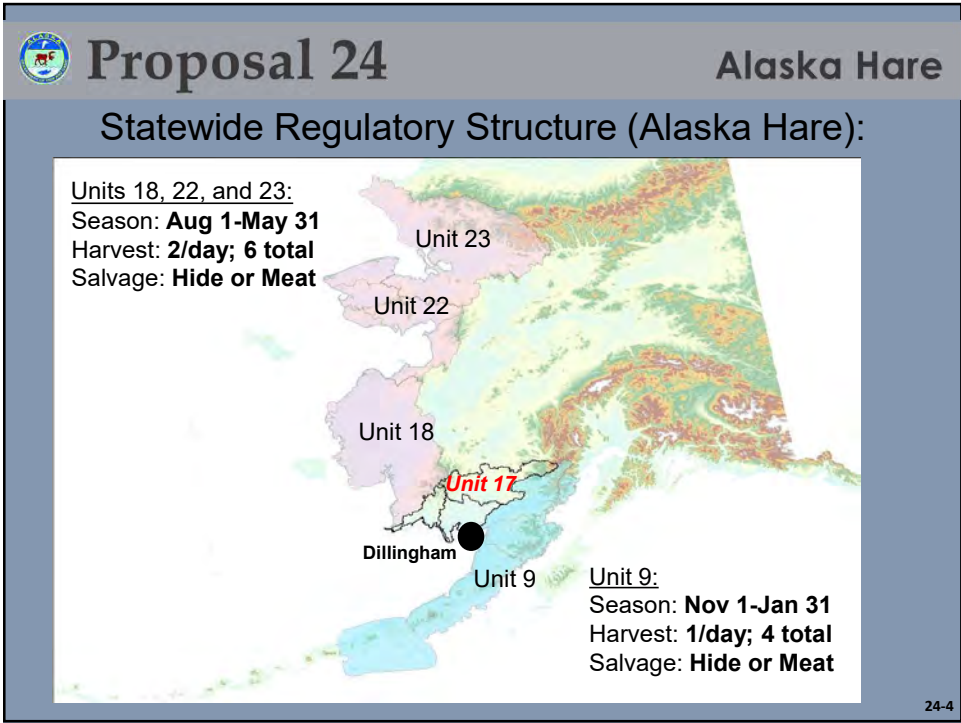 Proposal 24
Alaska Hare
Statewide Regulatory Structure (Alaska Hare):
Units 18, 22, and 23:
Season: Aug 1-May 31
Harvest: 2/day; 6 total
Salvage: Hide or Meat
Unit 23
Unit 22
Unit 18
Unit 17
Dillingham
Unit 9
Unit 9:
Season: Nov 1-Jan 31
Harvest: 1/day; 4 total
Salvage: Hide or Meat
24-4